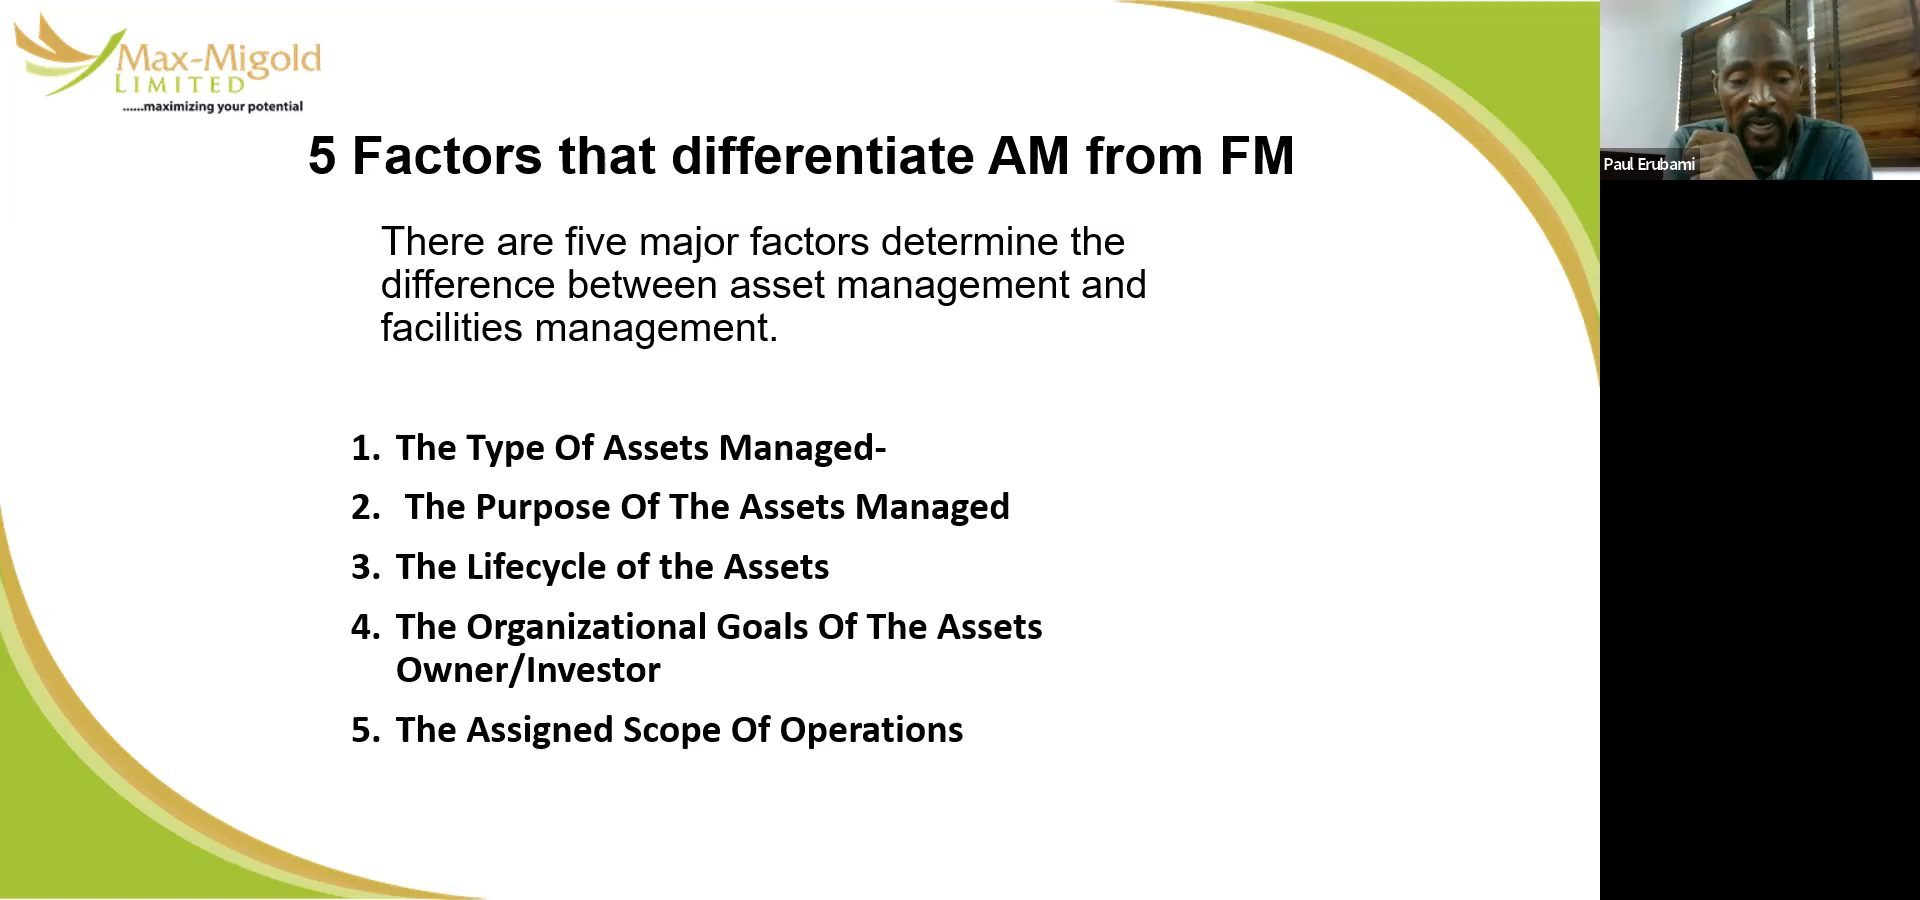 Max-Migold
LIMITED
......maximizing your potential
5 Factors that differentiate AM from FM
There are five major factors determine the
difference between asset management and
facilities management.
1. The Type Of Assets Managed-
2. The Purpose Of The Assets Managed
3. The Lifecycle of the Assets
4. The Organizational Goals Of The Assets
Owner/Investor
5. The Assigned Scope Of Operations
Paul Erubami